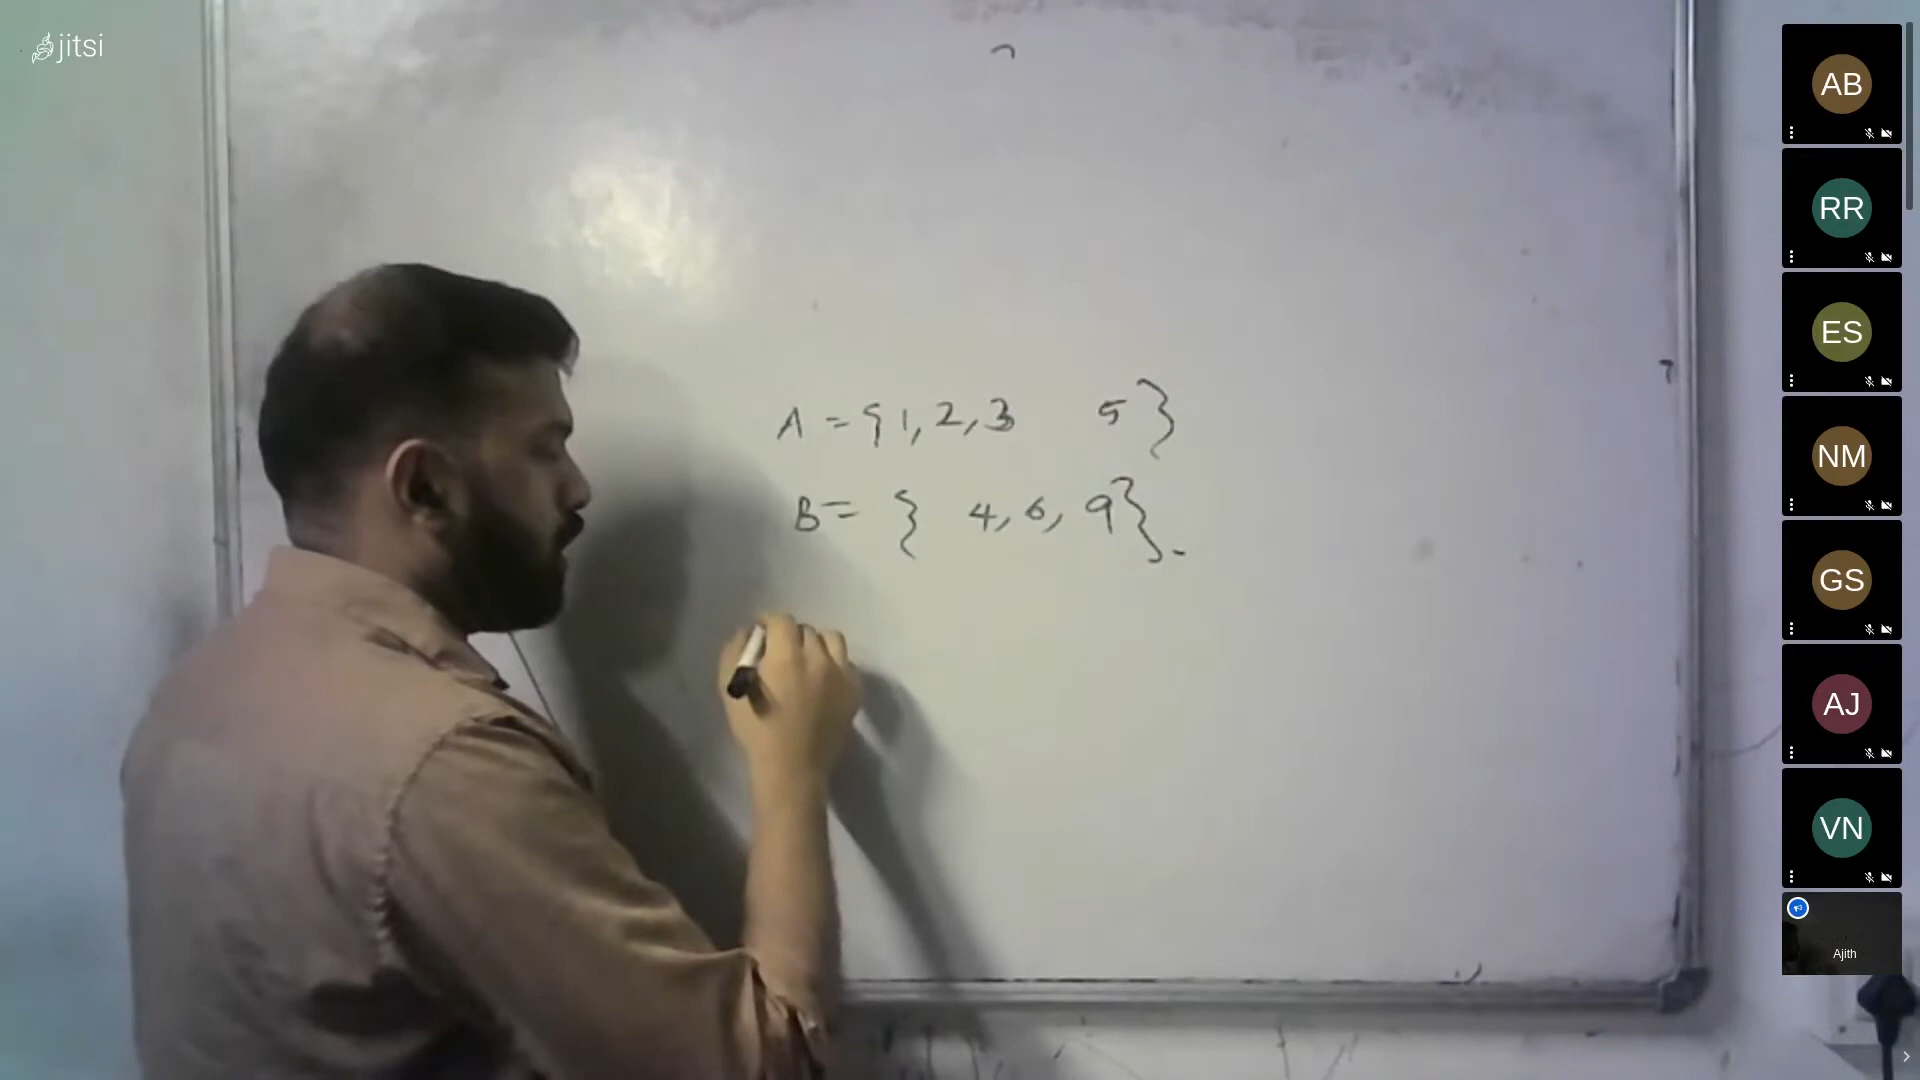 jitsi
A = {1, 2, 3 5}
B = { 4, 6, 9}.
AB
RR
ES
NM
GS
AJ
VN
Ajith